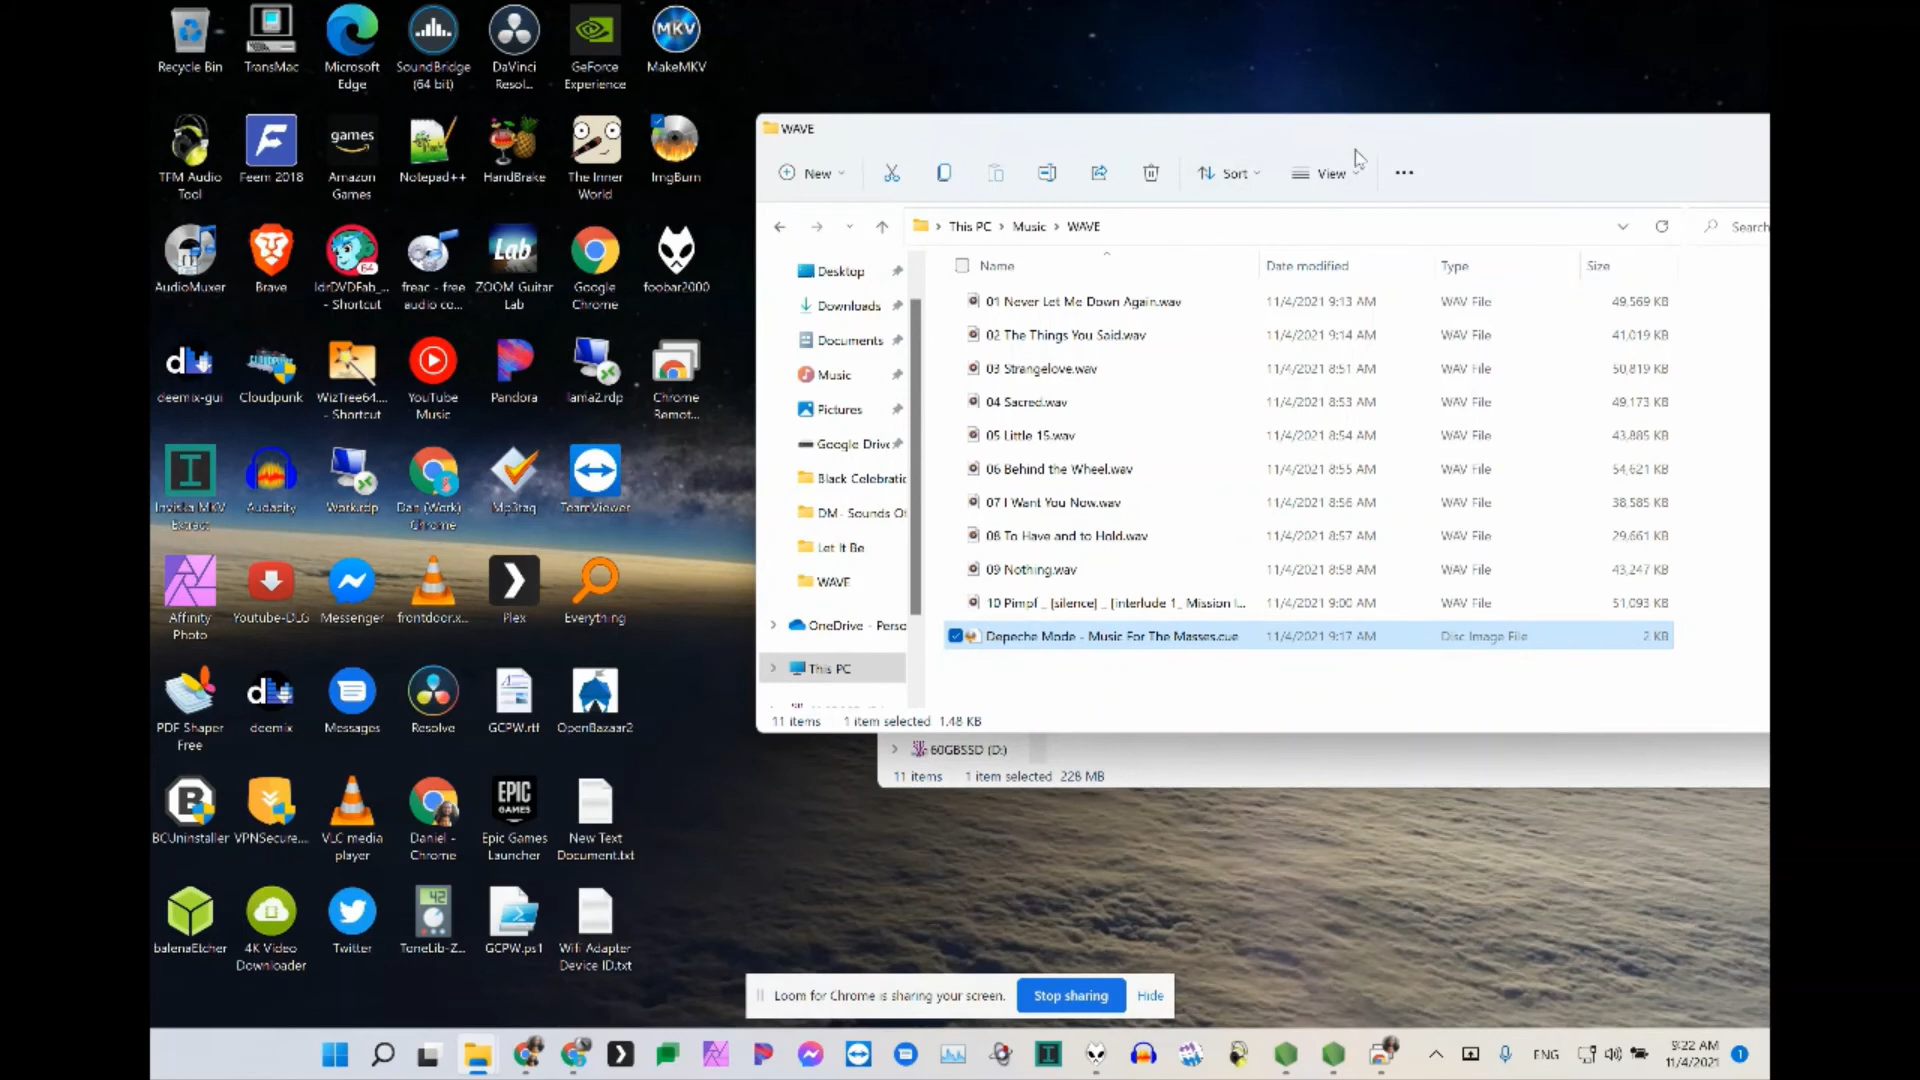 Recycle Bin
TransMac
Microsoft
Edge
SoundBridge
(64 bit)
DaVinci
Resol...
GeForce
Experience
MKV
MakeMKV
TFM Audio
Tool
Feem 2018
games
Amazon
Games
Notepad++
HandBrake
The Inner
World
ImgBurn
AudioMuxer
Brave
64
ldrDVDFab_...
- Shortcut
freac - free
audio co...
Lab
ZOOM Guitar
Lab
Google
Chrome
foobar2000
deemix-gui
Cloudpunk
WizTree64....
- Shortcut
YouTube
Music
Pandora
lama2.rdp
Chrome
Remot...
Inviska MKV
Extract
Audacity
Work.rdp
Dan (Work)
Chrome
Mp3tag
TeamViewer
Affinity
Photo
Youtube-DLG
Messenger
frontdoor.x...
Plex
Everything
PDF Shaper
Free
deemix
Messages
Resolve
GCPW.rtf
OpenBazaar2
BCUninstaller
VPNSecure....
VLC media
player
Daniel -
Chrome
EPIC
GAMES
Epic Games
Launcher
New Text
Document.txt
balenaEtcher
4K Video
Downloader
Twitter
42
ToneLib-Z...
GCPW.ps1
Wifi Adapter
Device ID.txt
WAVE
New
Sort
View
This PC > Music > WAVE
Search
Name Date modified Type Size
Desktop
Downloads
Documents
Music
Pictures
Google Drive
Black Celebratic
DM- Sounds Of
Let It Be
WAVE
OneDrive - Perso
This PC
01 Never Let Me Down Again.wav 11/4/2021 9:13 AM WAV File 49,569 KB
02 The Things You Said.wav 11/4/2021 9:14 AM WAV File 41,019 KB
03 Strangelove.wav 11/4/2021 8:51 AM WAV File 50,819 KB
04 Sacred.wav 11/4/2021 8:53 AM WAV File 49,173 KB
05 Little 15.wav 11/4/2021 8:54 AM WAV File 43,885 KB
06 Behind the Wheel.wav 11/4/2021 8:55 AM WAV File 54,621 KB
07 I Want You Now.wav 11/4/2021 8:56 AM WAV File 38,585 KB
08 To Have and to Hold.wav 11/4/2021 8:57 AM WAV File 29,661 KB
09 Nothing.wav 11/4/2021 8:58 AM WAV File 43,247 KB
10 Pimpf _ [silence] _ [interlude 1_ Mission I... 11/4/2021 9:00 AM WAV File 51,093 KB
Depeche Mode - Music For The Masses.cue 11/4/2021 9:17 AM Disc Image File 2 KB
11 items 1 item selected 1.48 KB
60GBSSD (D:)
11 items 1 item selected 228 MB
Loom for Chrome is sharing your screen.
Stop sharing
Hide
ENG
9:22 AM
11/4/2021
1